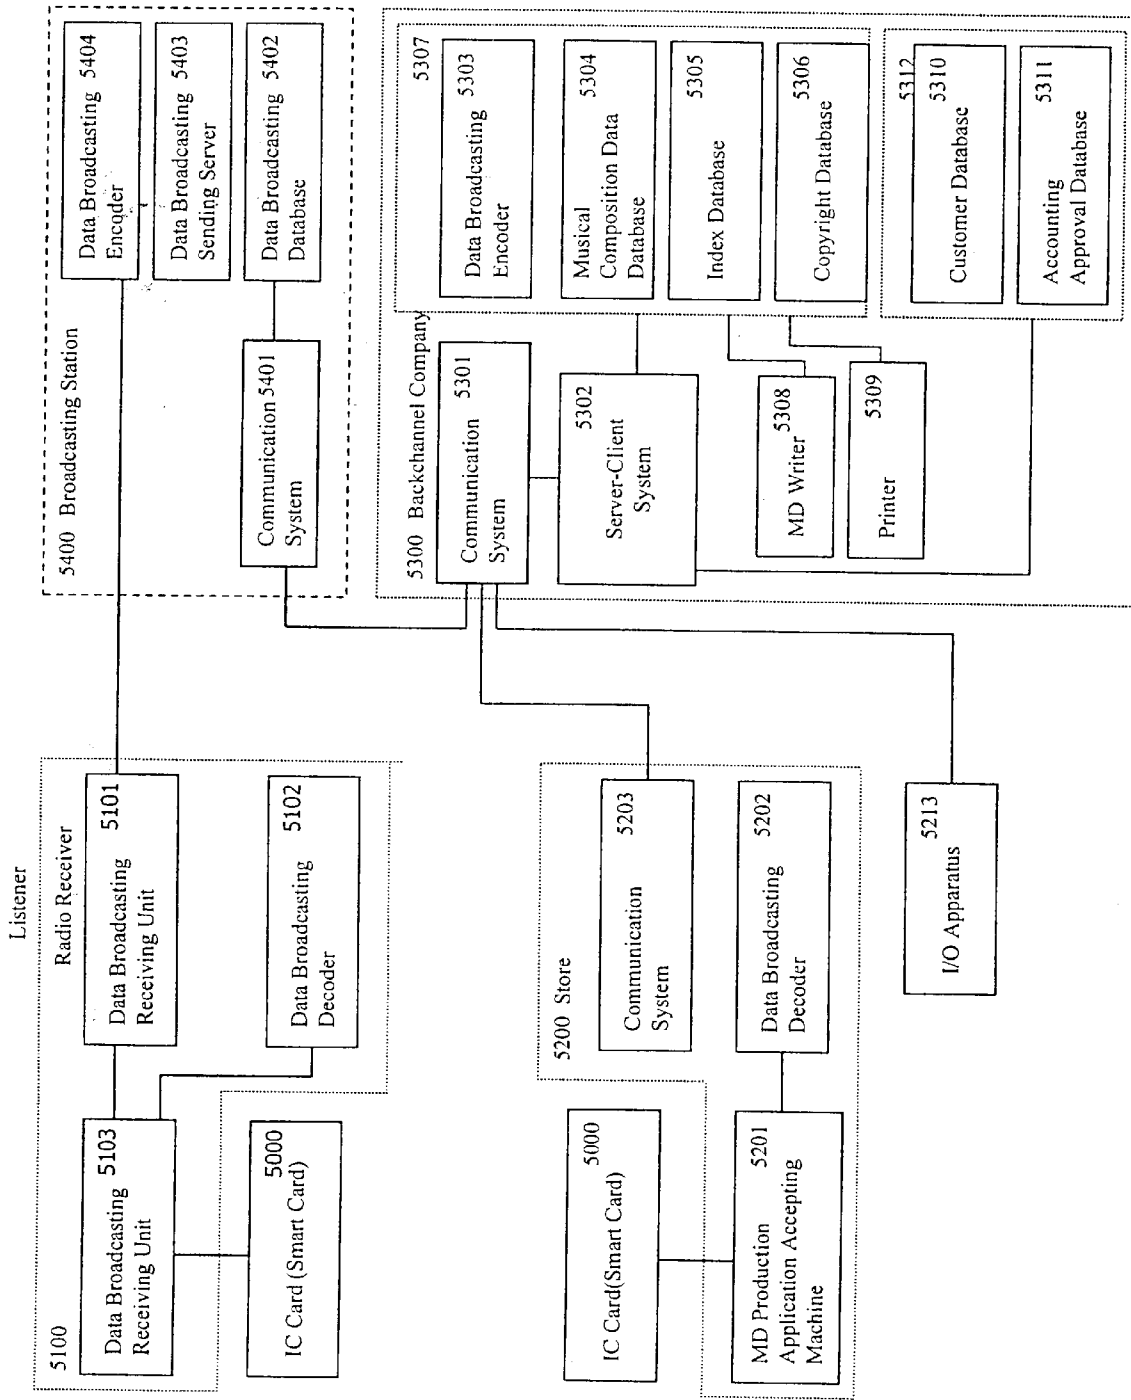 Listener
5100
Radio Receiver
Data Broadcasting
Receiving Unit
5103
Data Broadcasting
Receiving Unit
5101
Data Broadcasting
Decoder
5102
IC Card (Smart Card)
5000
5400 Broadcasting Station
Data Broadcasting
Encoder
5404
Data Broadcasting
Sending Server
5403
Data Broadcasting
Database
5402
Communication
System
5401
IC Card(Smart Card)
5000
5200 Store
Communication
System
5203
MD Production
Application Accepting
Machine
5201
Data Broadcasting
Decoder
5202
I/O Apparatus
5213
5300 Backchannel Company
Communication
System
5301
Server-Client
System
5302
MD Writer
5308
Printer
5309
5307
Data Broadcasting
Encoder
5303
Musical
Composition Data
Database
5304
Index Database
5305
Copyright Database
5306
5312
Customer Database
5310
Accounting
Approval Database
5311